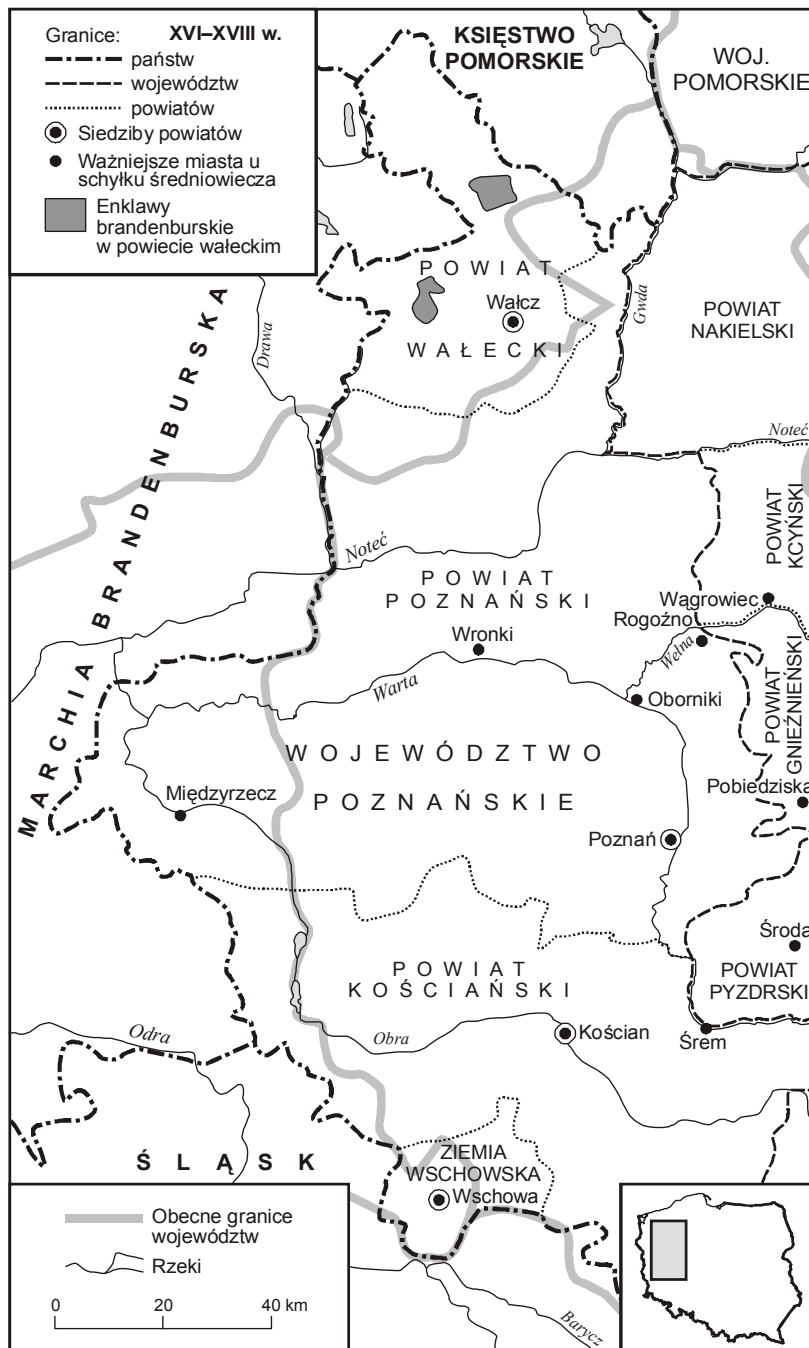 Granice: XVI–XVIII w.
państw
województw
powiatów
Siedziby powiatów
Ważniejsze miasta u
schyłku średniowiecza
Enklawy
brandenburskie
w powiecie wałeckim
KSIĘSTWO
POMORSKIE
WOJ.
POMORSKIE
POWIAT
Wałcz
WAŁECKI
Gwda
POWIAT
NAKIELSKI
Drawa
MARCHIA BRANDENBURSKA
Noteć
Noteć
POWIAT
KCYŃSKI
POWIAT
POZNAŃSKI
Wągrowiec
Rogoźno
Wronki
Wełna
Warta
Oborniki
POWIAT
GNIEŹNIEŃSKI
WOJEWÓDZTWO
POZNAŃSKIE
Międzyrzecz
Pobiedziska
Poznań
Środa
POWIAT
KOŚCIAŃSKI
POWIAT
PYZDRSKI
Odra
Obra
Kościan
Śrem
ŚLĄSK
ZIEMIA
WSCHOWSKA
Wschowa
Obecne granice
województw
Rzeki
0 20 40 km
Barycz